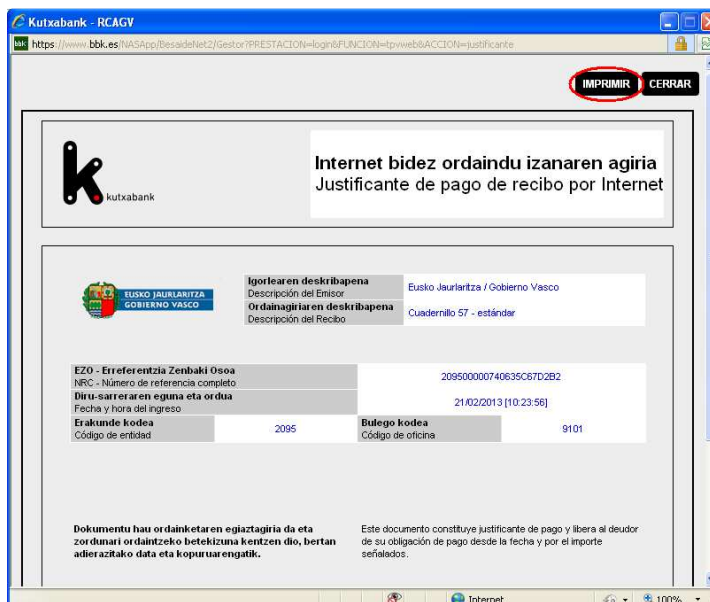 Kutxabank - RCAGV
bbk https://www.bbk.es/NASApp/BesaideNet2/Gestor?PRESTACION=login&FUNCION=tpvweb&ACCION=justificante
IMPRIMIR CERRAR
kutxabank
Internet bidez ordaindu izanaren agiria
Justificante de pago de recibo por Internet
EUSKO JAURLARITZA
GOBIERNO VASCO
Igorlearen deskribapena
Descripción del Emisor
Eusko Jaurlaritza / Gobierno Vasco
Ordainagiriaren deskribapena
Descripción del Recibo
Cuadernillo 57 - estándar
EZO - Erreferentzia Zenbaki Osoa
NRC - Número de referencia completo
209500000740635C67D2B2
Diru-sarreraren eguna eta ordua
Fecha y hora del ingreso
21/02/2013 [10:23:56]
Erakunde kodea
Código de entidad
2095
Bulego kodea
Código de oficina
9101
Dokumentu hau ordainketaren egiaztagiria da eta
zordunari ordaintzeko betekizuna kentzen dio, bertan
adierazitako data eta kopuruarengatik.
Este documento constituye justificante de pago y libera al deudor
de su obligación de pago desde la fecha y por el importe
señalados.
Internet 100%